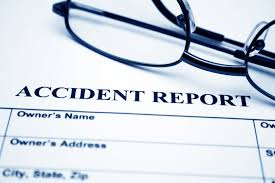 ACCIDENT REPORT
Owner's Name
Owner's Address
City, State, Zip